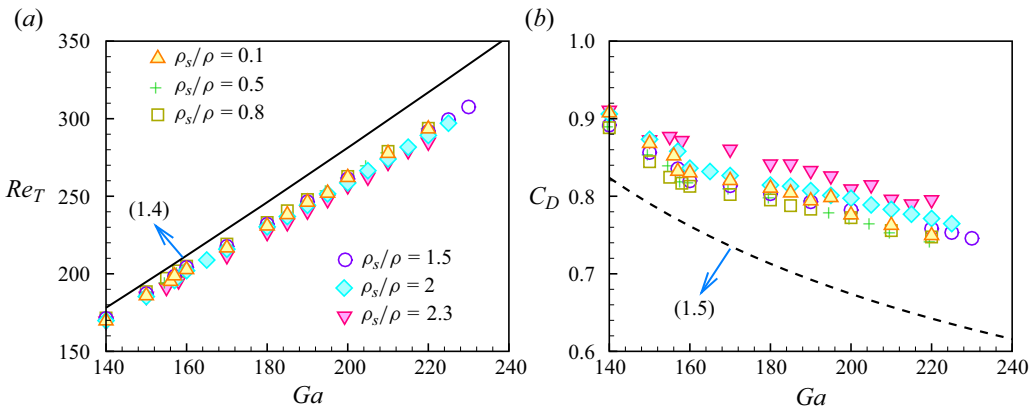 (a)
350
300
250
200
150
Re_T
140 160 180 200 220 240
Ga
ρ_s/ρ = 0.1
ρ_s/ρ = 0.5
ρ_s/ρ = 0.8
(1.4)
ρ_s/ρ = 1.5
ρ_s/ρ = 2
ρ_s/ρ = 2.3
(b)
1.0
0.9
0.8
0.7
0.6
C_D
140 160 180 200 220 240
Ga
(1.5)